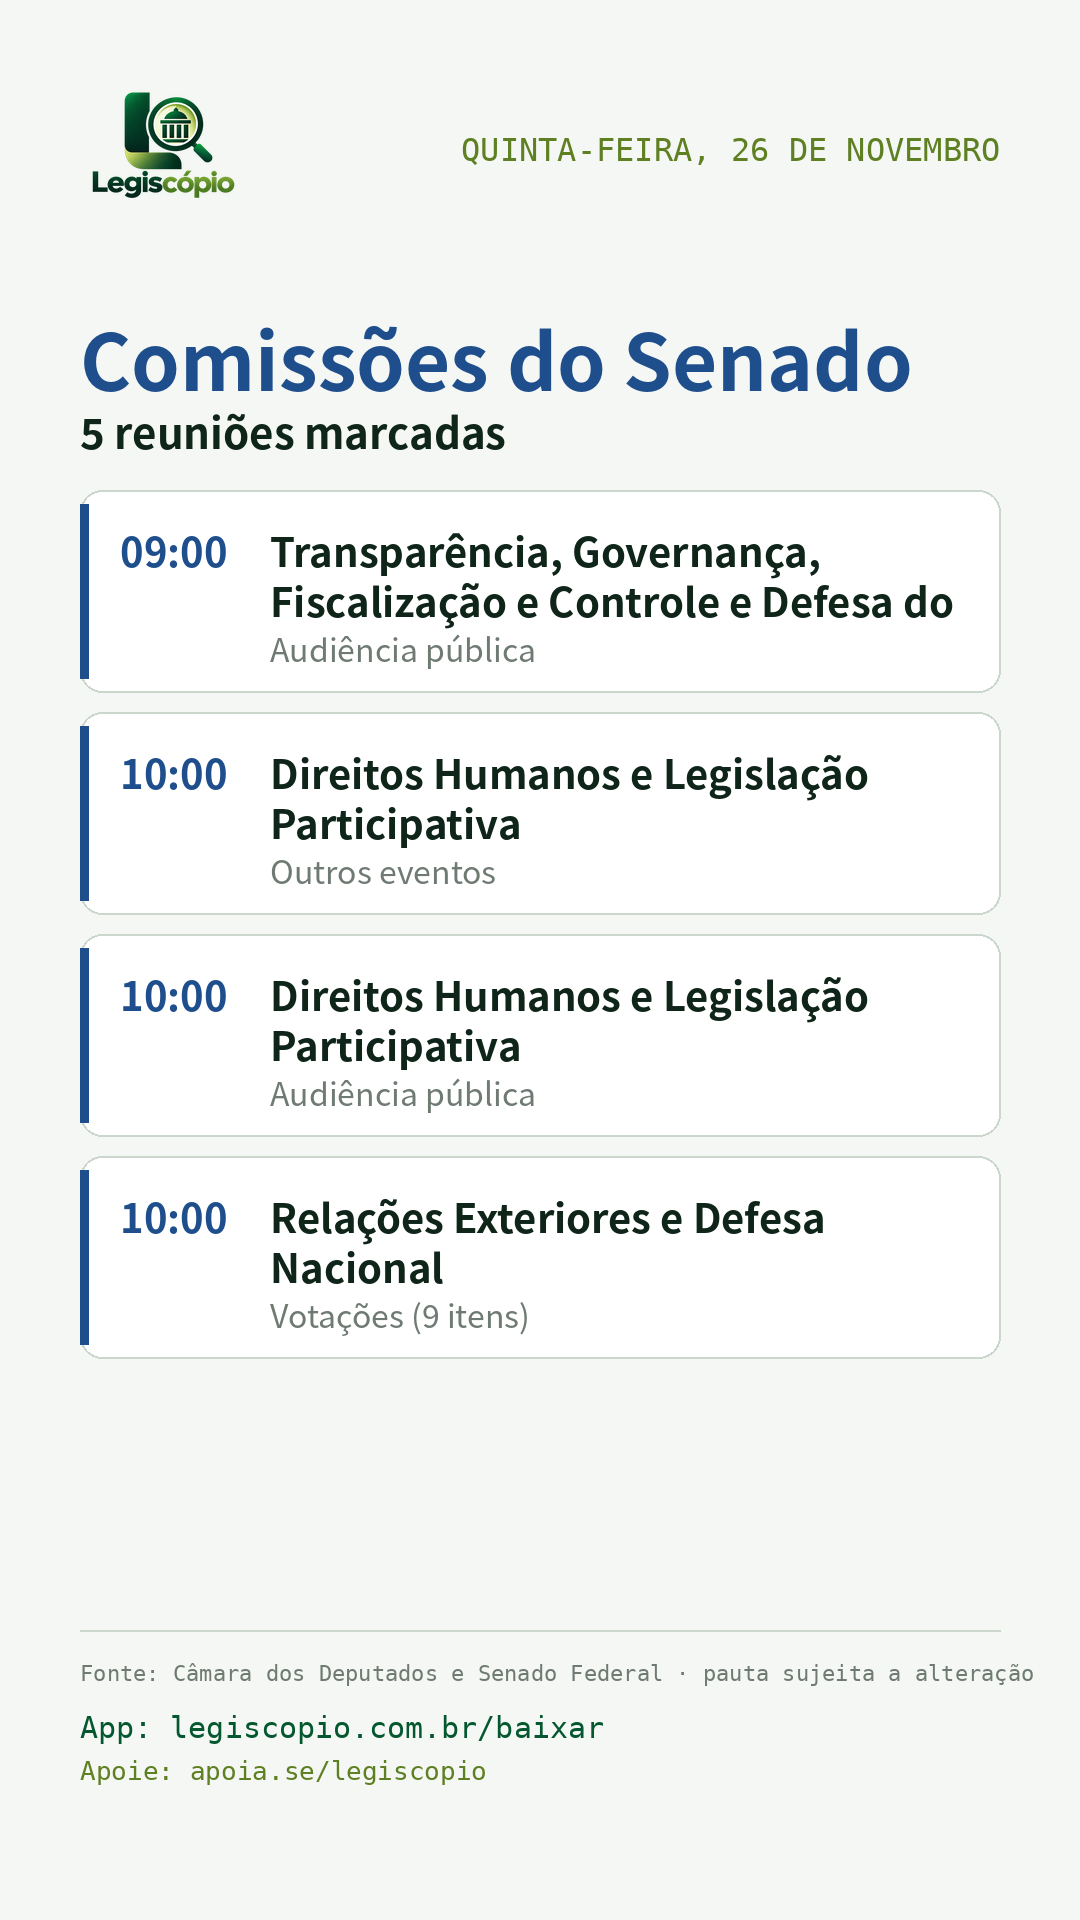 Legiscópio
QUINTA-FEIRA, 26 DE NOVEMBRO
Comissões do Senado
5 reuniões marcadas
09:00
Transparência, Governança,
Fiscalização e Controle e Defesa do
Audiência pública
10:00
Direitos Humanos e Legislação
Participativa
Outros eventos
10:00
Direitos Humanos e Legislação
Participativa
Audiência pública
10:00
Relações Exteriores e Defesa
Nacional
Votações (9 itens)
Fonte: Câmara dos Deputados e Senado Federal · pauta sujeita a alteração
App: legiscopio.com.br/baixar
Apoie: apoia.se/legiscopio